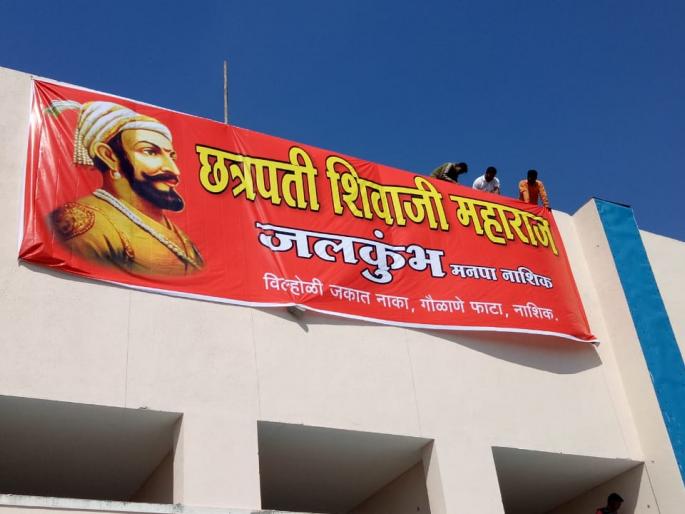 छत्रपती शिवाजी महाराज
जलकुंभ मनपा नाशिक
विल्होळी जकात नाका, गौळाणे फाटा, नाशिक.